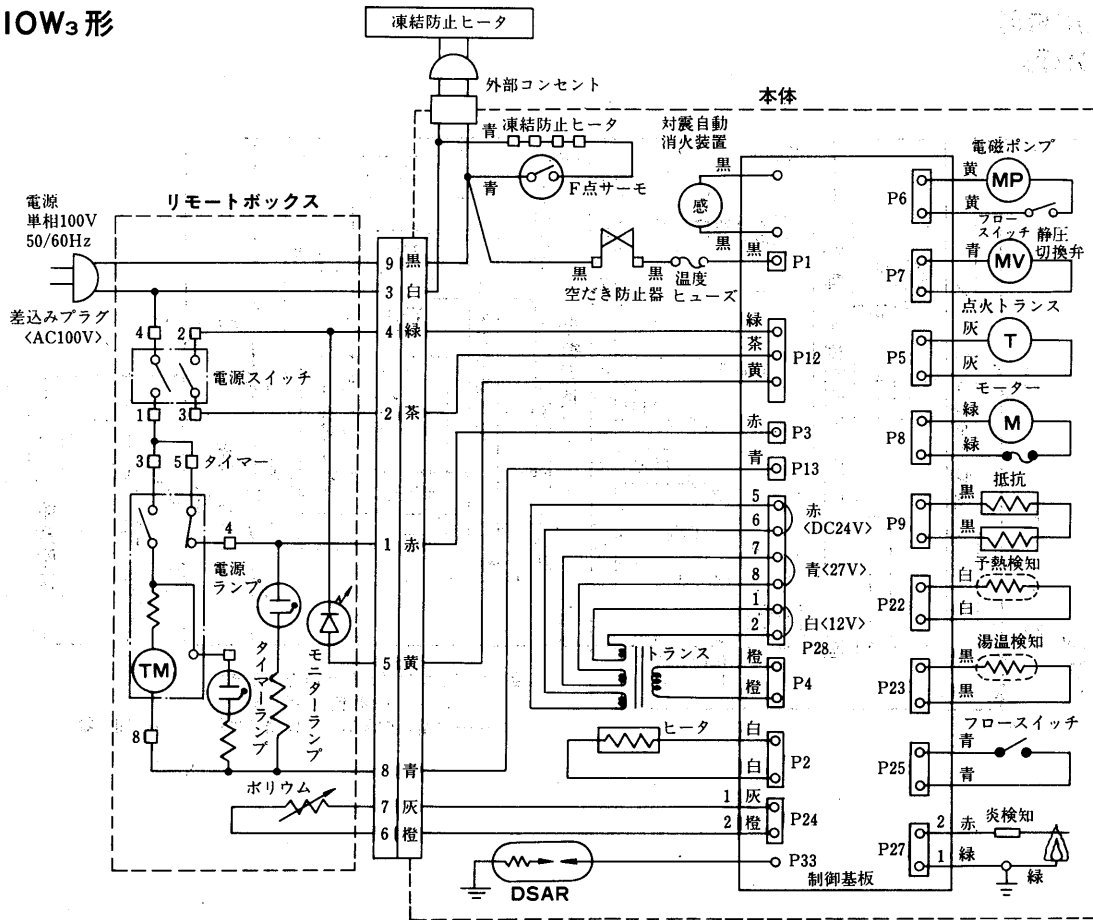 10W₃形
凍結防止ヒータ
外部コンセント
本体
青
凍結防止ヒータ
青
F点サーモ
対震自動
消火装置
黒
感
黒
黒
P1
黒
黒
空だき防止器
温度
ヒューズ
電源
単相100V
50/60Hz
差込みプラグ
<AC100V>
リモートボックス
9 黒
3 白
4 緑
2 茶
1 赤
5 黄
8 青
7 灰
6 橙
4
2
電源スイッチ
1
3
3
5
タイマー
4
電源
ランプ
TM
8
タイマーランプ
モニターランプ
ボリウム
緑
茶
黄
P12
赤
P3
青
P13
5
6
赤
<DC24V>
7
8
青<27V>
1
2
白<12V>
P28
トランス
橙
橙
P4
ヒータ
白
白
P2
1 灰
2 橙
P24
P33
DSAR
制御基板
電磁ポンプ
P6
黄
MP
黄
フロー
スイッチ
静圧
切換弁
P7
青
MV
点火トランス
P5
灰
T
灰
モーター
P8
緑
M
緑
抵抗
P9
黒
黒
予熱検知
P22
白
白
湯温検知
P23
黒
黒
フロースイッチ
P25
青
青
炎検知
P27
2 赤
1 緑
緑